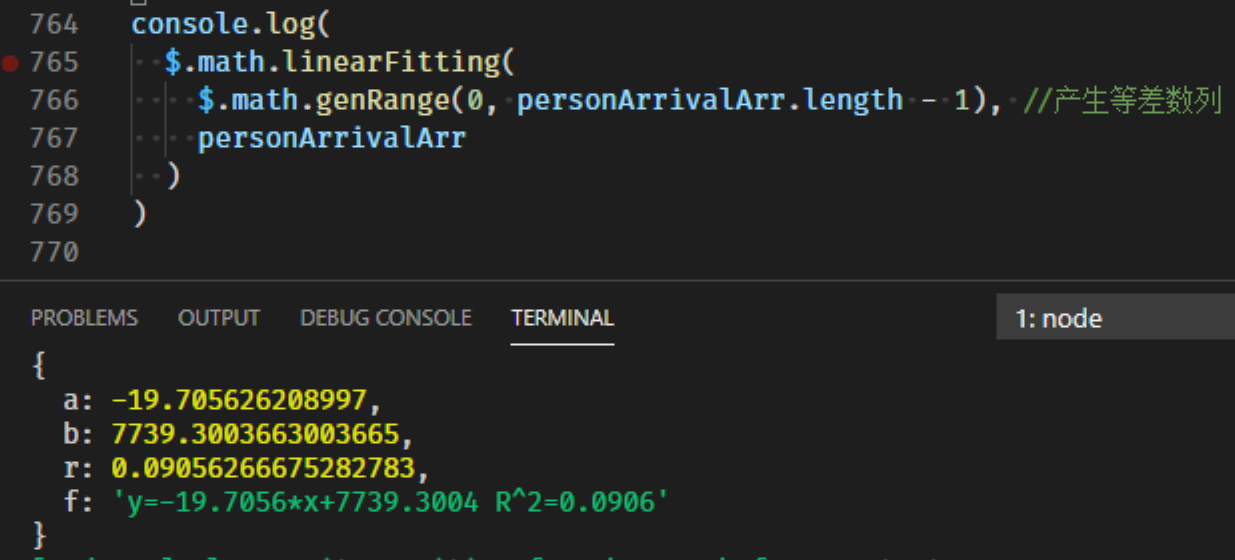 764 console.log(
765 $.math.linearFitting(
766 $.math.genRange(0, personArrivalArr.length - 1), //产生等差数列
767 personArrivalArr
768 )
769 )
770
PROBLEMS OUTPUT DEBUG CONSOLE TERMINAL 1: node
{
a: -19.705626208997,
b: 7739.3003663003665,
r: 0.09056266675282783,
f: 'y=-19.7056*x+7739.3004 R^2=0.0906'
}